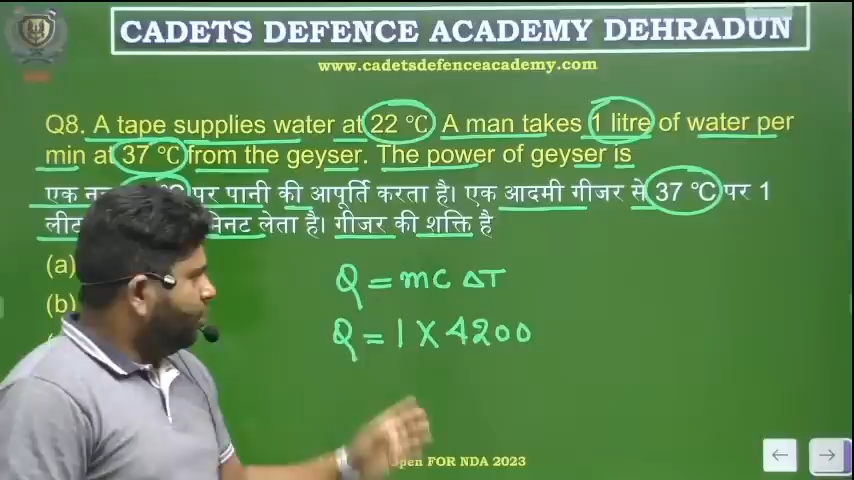 CADETS DEFENCE ACADEMY DEHRADUN
www.cadetsdefenceacademy.com
Q8. A tape supplies water at 22 °C. A man takes 1 litre of water per
min at 37 °C from the geyser. The power of geyser is
एक °C पर पानी की आपूर्ति करता है। एक आदमी गीजर से 37 °C पर 1
लेता है। गीजर की शक्ति है
(a)
(b)
Q = mC ΔT
Q = 1 X 4200
Open FOR NDA 2023